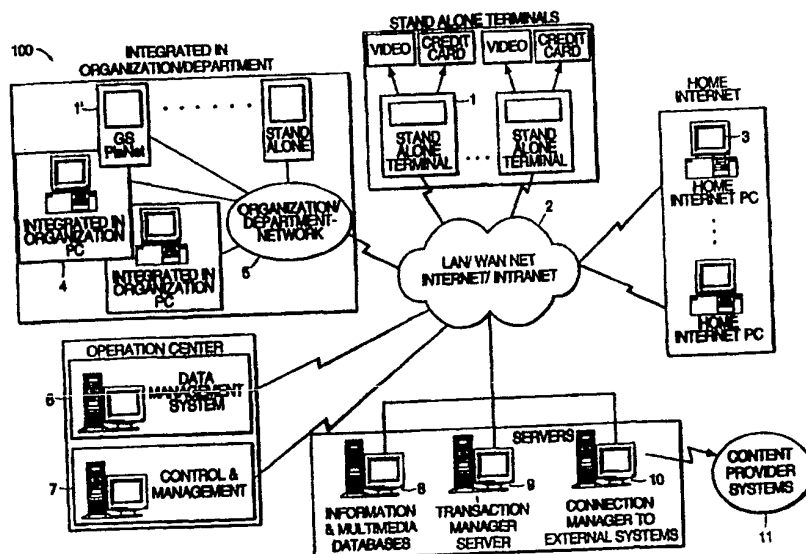 100
INTEGRATED IN
ORGANIZATION/DEPARTMENT
1'
GS
PlaNet
STAND
ALONE
INTEGRATED IN
ORGANIZATION
PC
4
INTEGRATED IN
ORGANIZATION
PC
ORGANIZATION/
DEPARTMENT-
NETWORK
5
STAND ALONE TERMINALS
VIDEO
CREDIT
CARD
VIDEO
CREDIT
CARD
1
STAND
ALONE
TERMINAL
STAND
ALONE
TERMINAL
HOME
INTERNET
3
HOME
INTERNET PC
HOME
INTERNET PC
2
LAN/WAN NET
INTERNET/INTRANET
OPERATION CENTER
6
DATA
MANAGEMENT
SYSTEM
7
CONTROL &
MANAGEMENT
SERVERS
8
INFORMATION
& MULTIMEDIA
DATABASES
9
TRANSACTION
MANAGER
SERVER
10
CONNECTION
MANAGER TO
EXTERNAL SYSTEMS
CONTENT
PROVIDER
SYSTEMS
11